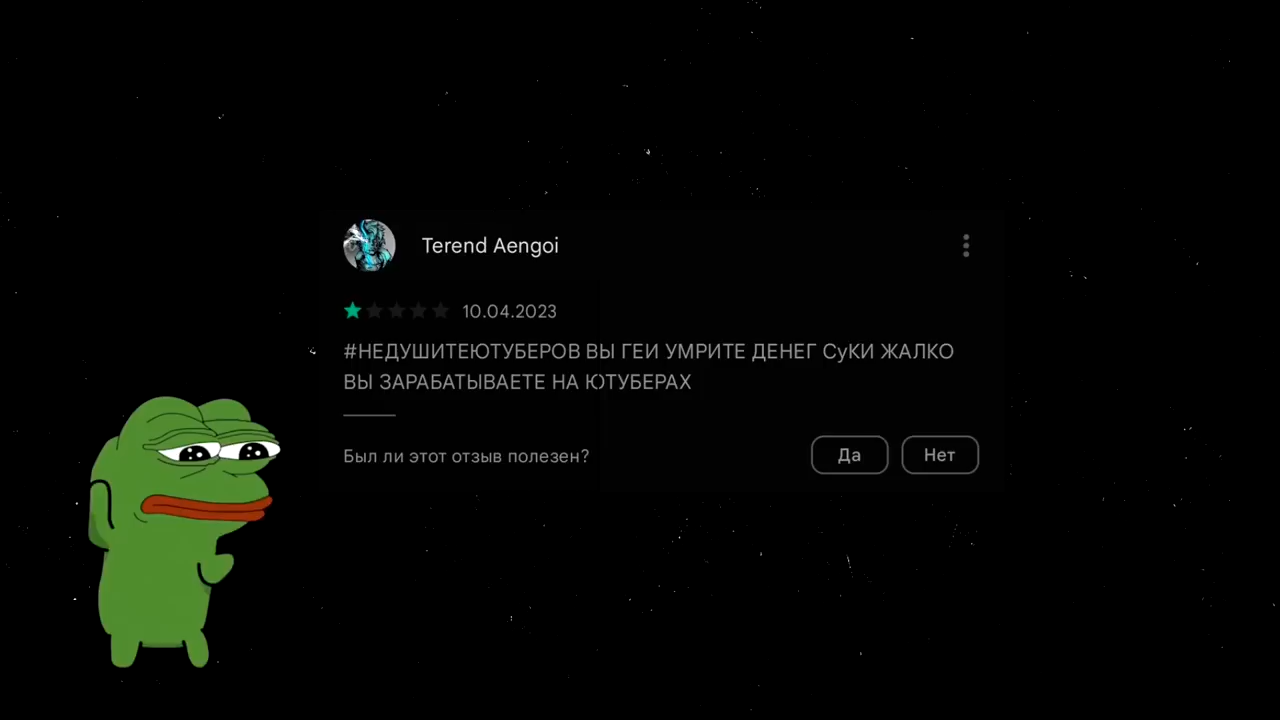 Terend Aengoi
10.04.2023
#НЕДУШИТЕЮТУБЕРОВ ВЫ ГЕИ УМРИТЕ ДЕНЕГ СуКИ ЖАЛКО
ВЫ ЗАРАБАТЫВАЕТЕ НА ЮТУБЕРАХ
Был ли этот отзыв полезен?
Да
Нет